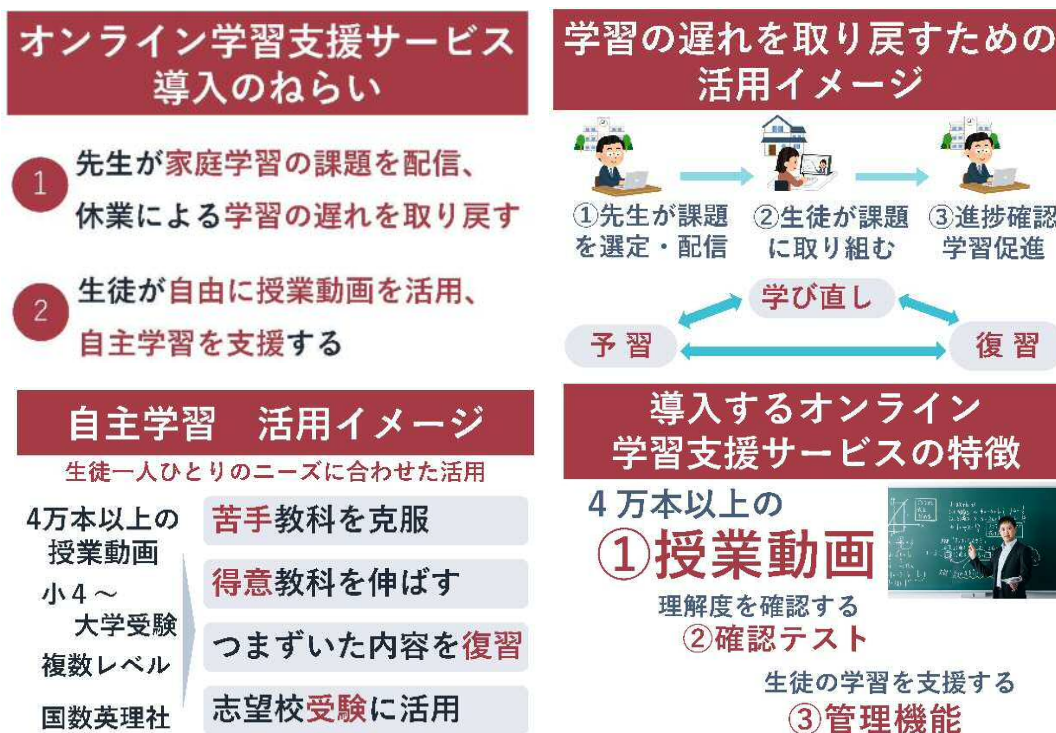 オンライン学習支援サービス
導入のねらい
1
先生が家庭学習の課題を配信、
休業による学習の遅れを取り戻す
2
生徒が自由に授業動画を活用、
自主学習を支援する
学習の遅れを取り戻すための
活用イメージ
①先生が課題
を選定・配信
②生徒が課題
に取り組む
③進捗確認
学習促進
学び直し
予習
復習
自主学習 活用イメージ
生徒一人ひとりのニーズに合わせた活用
4万本以上の
授業動画
小4～
大学受験
複数レベル
国数英理社
苦手教科を克服
得意教科を伸ばす
つまずいた内容を復習
志望校受験に活用
導入するオンライン
学習支援サービスの特徴
4万本以上の
①授業動画
理解度を確認する
②確認テスト
生徒の学習を支援する
③管理機能